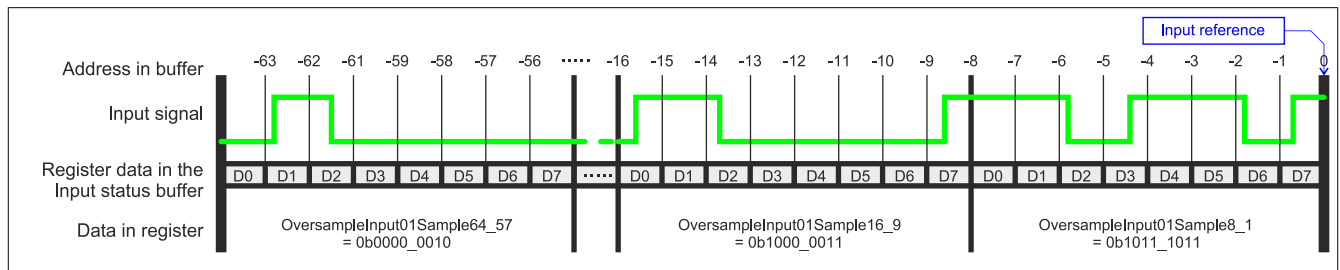 Input reference
Address in buffer -63 -62 -61 -59 -58 -57 -56 ····· -16 -15 -14 -13 -12 -11 -10 -9 -8 -7 -6 -5 -4 -3 -2 -1 0
Input signal
Register data in the
Input status buffer
D0 D1 D2 D3 D4 D5 D6 D7 ······ D0 D1 D2 D3 D4 D5 D6 D7 D0 D1 D2 D3 D4 D5 D6 D7
Data in register
OversampleInput01Sample64_57
= 0b0000_0010
OversampleInput01Sample16_9
= 0b1000_0011
OversampleInput01Sample8_1
= 0b1011_1011